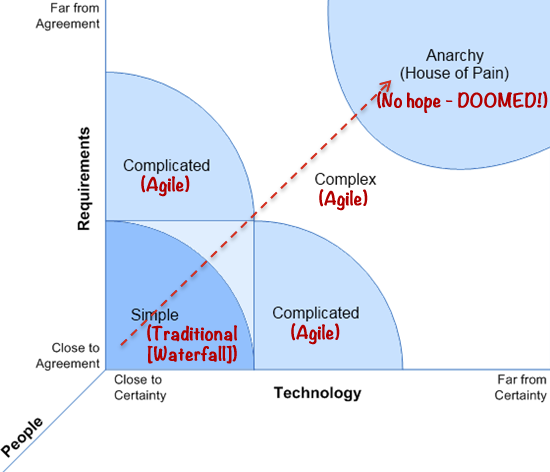 Far from
Agreement
Anarchy
(House of Pain)
(No hope - DOOMED!)
Requirements
Complicated
(Agile)
Complex
(Agile)
Simple
(Traditional
[Waterfall])
Complicated
(Agile)
Close to
Agreement
Close to
Certainty
Technology
Far from
Certainty
People